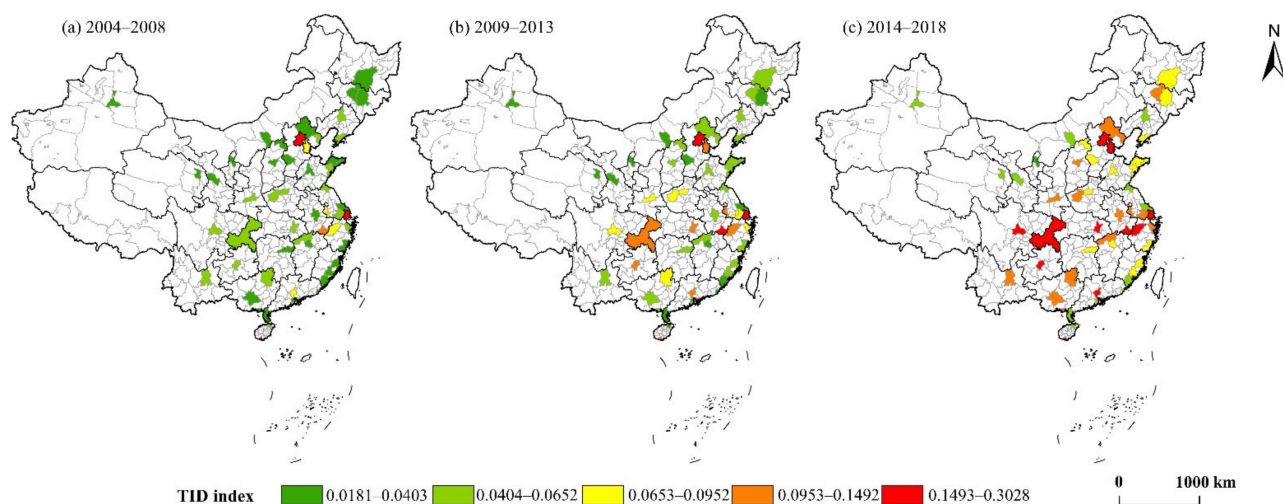 (a) 2004–2008
(b) 2009–2013
(c) 2014–2018
N
TID index
0.0181–0.0403
0.0404–0.0652
0.0653–0.0952
0.0953–0.1492
0.1493–0.3028
0 1000 km